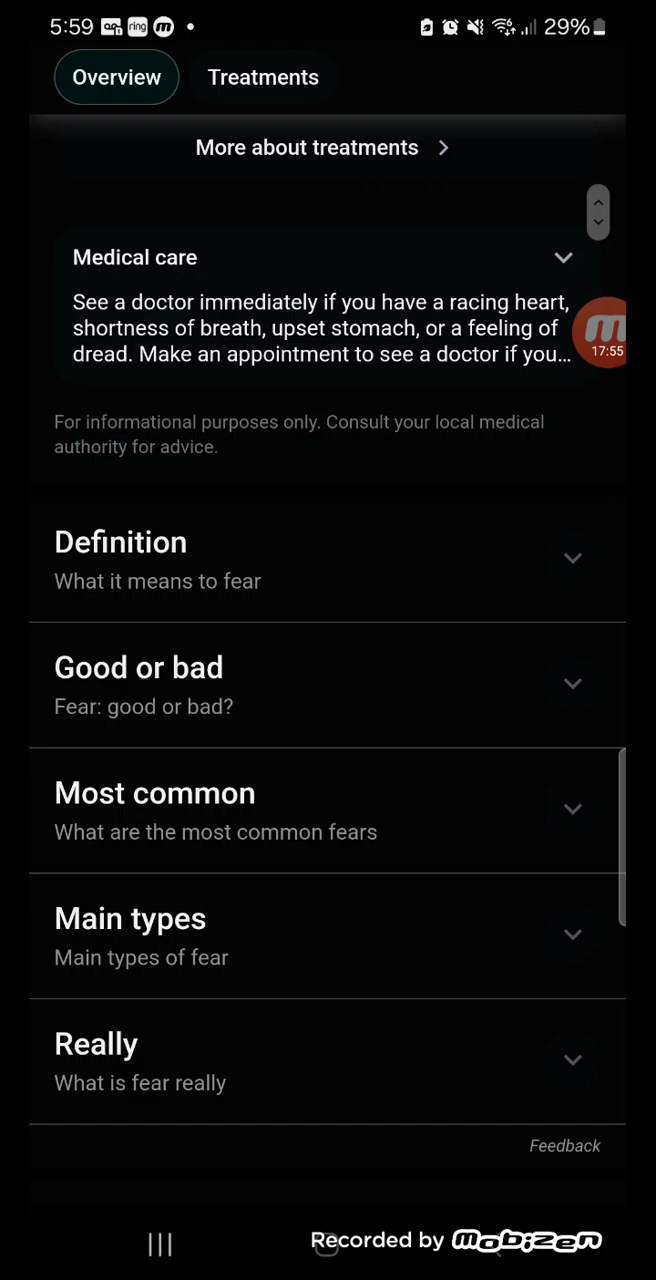 5:59 ring m 29%
Overview Treatments
More about treatments
Medical care
See a doctor immediately if you have a racing heart,
shortness of breath, upset stomach, or a feeling of
dread. Make an appointment to see a doctor if you...
m
17:55
For informational purposes only. Consult your local medical
authority for advice.
Definition
What it means to fear
Good or bad
Fear: good or bad?
Most common
What are the most common fears
Main types
Main types of fear
Really
What is fear really
Feedback
Recorded by mobizen